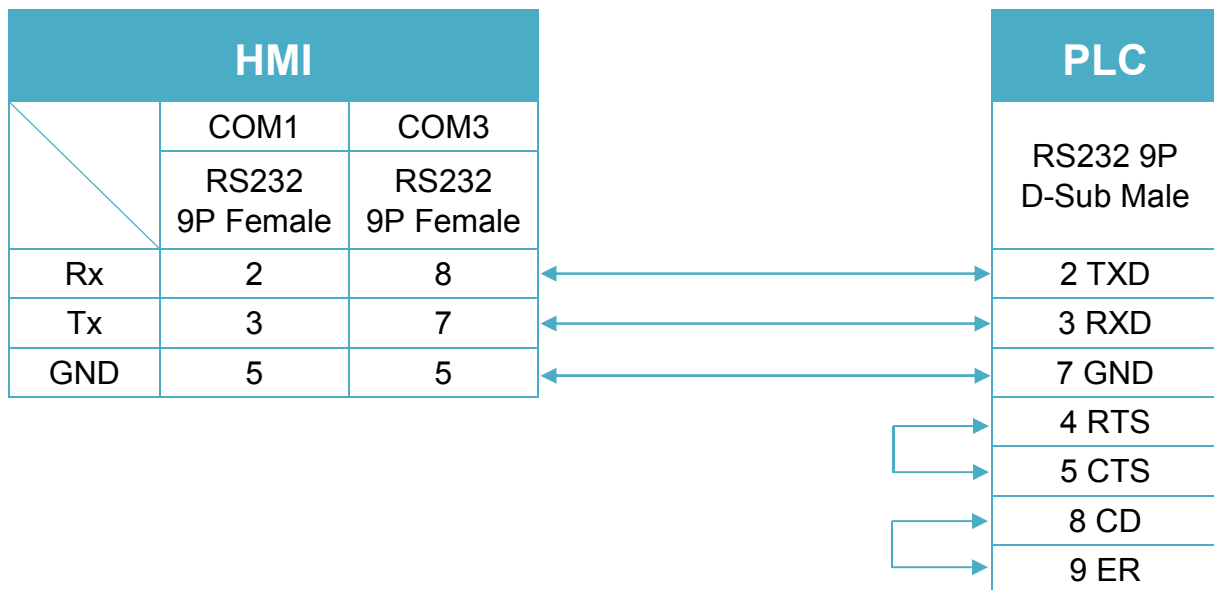 HMI PLC
COM1 COM3
RS232 9P
D-Sub Male
RS232
9P Female
RS232
9P Female
Rx 2 8 2 TXD
Tx 3 7 3 RXD
GND 5 5 7 GND
4 RTS
5 CTS
8 CD
9 ER